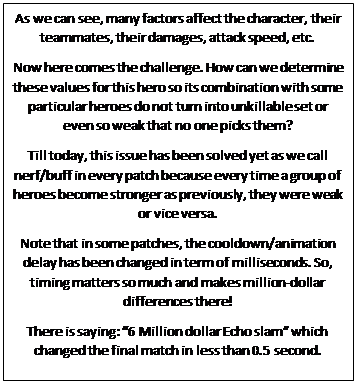 As we can see, many factors affect the character, their
teammates, their damages, attack speed, etc.
Now here comes the challenge. How can we determine
these values for this hero so its combination with some
particular heroes do not turn into unkillable set or
even so weak that no one picks them?
Till today, this issue has been solved yet as we call
nerf/buff in every patch because every time a group of
heroes become stronger as previously, they were weak
or vice versa.
Note that in some patches, the cooldown/animation
delay has been changed in term of milliseconds. So,
timing matters so much and makes million-dollar
differences there!
There is saying: “6 Million dollar Echo slam” which
changed the final match in less than 0.5 second.